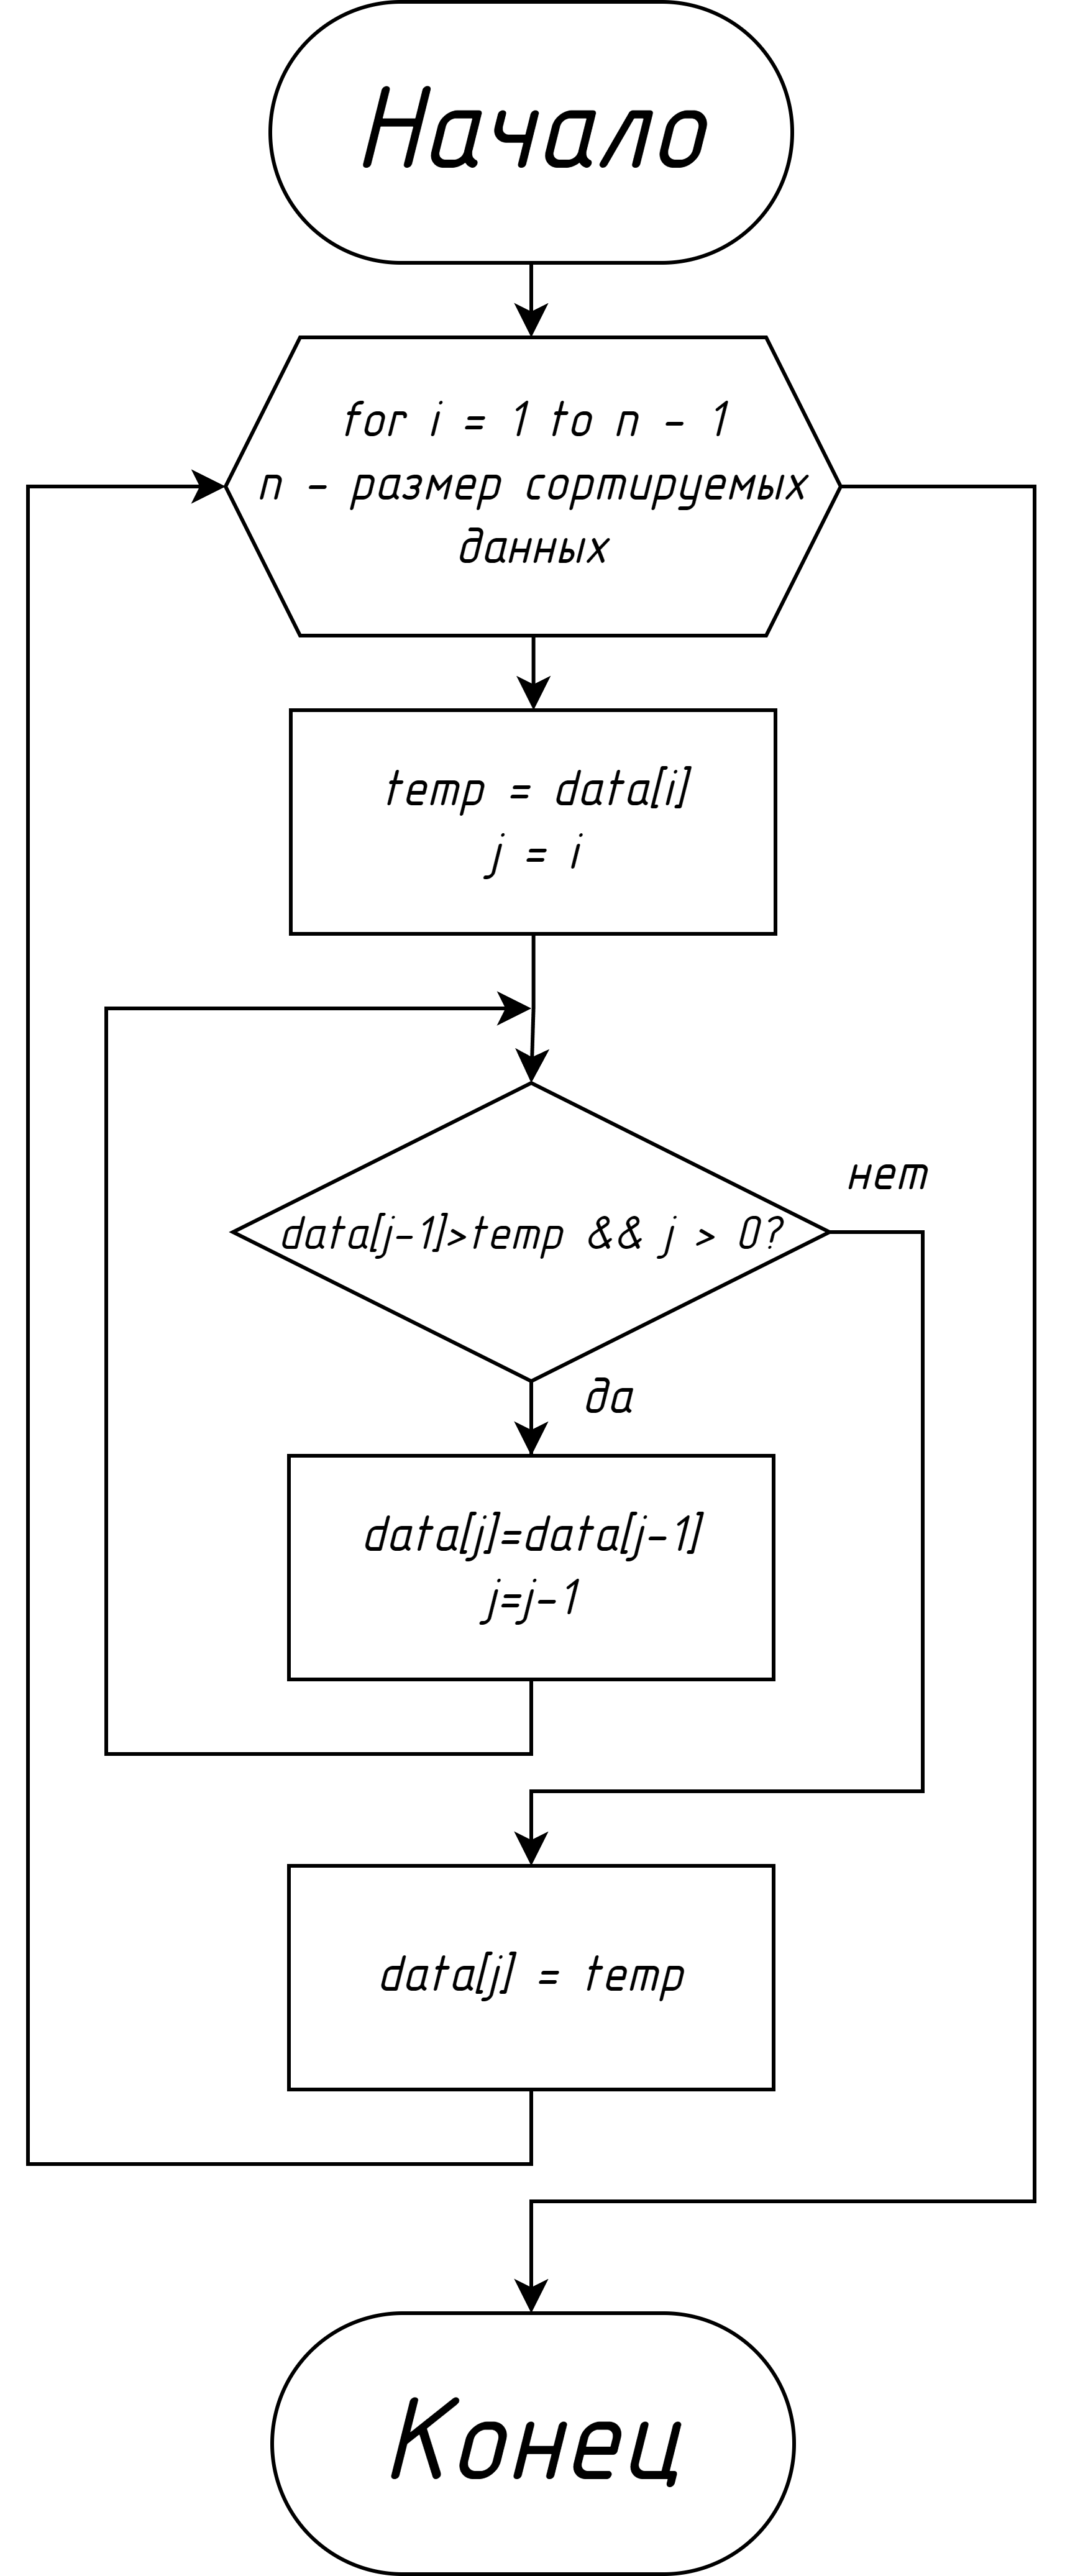 Начало
for i = 1 to n - 1
n - размер сортируемых
данных
temp = data[i]
j = i
нет
data[j-1]>temp && j > 0?
да
data[j]=data[j-1]
j=j-1
data[j] = temp
Конец